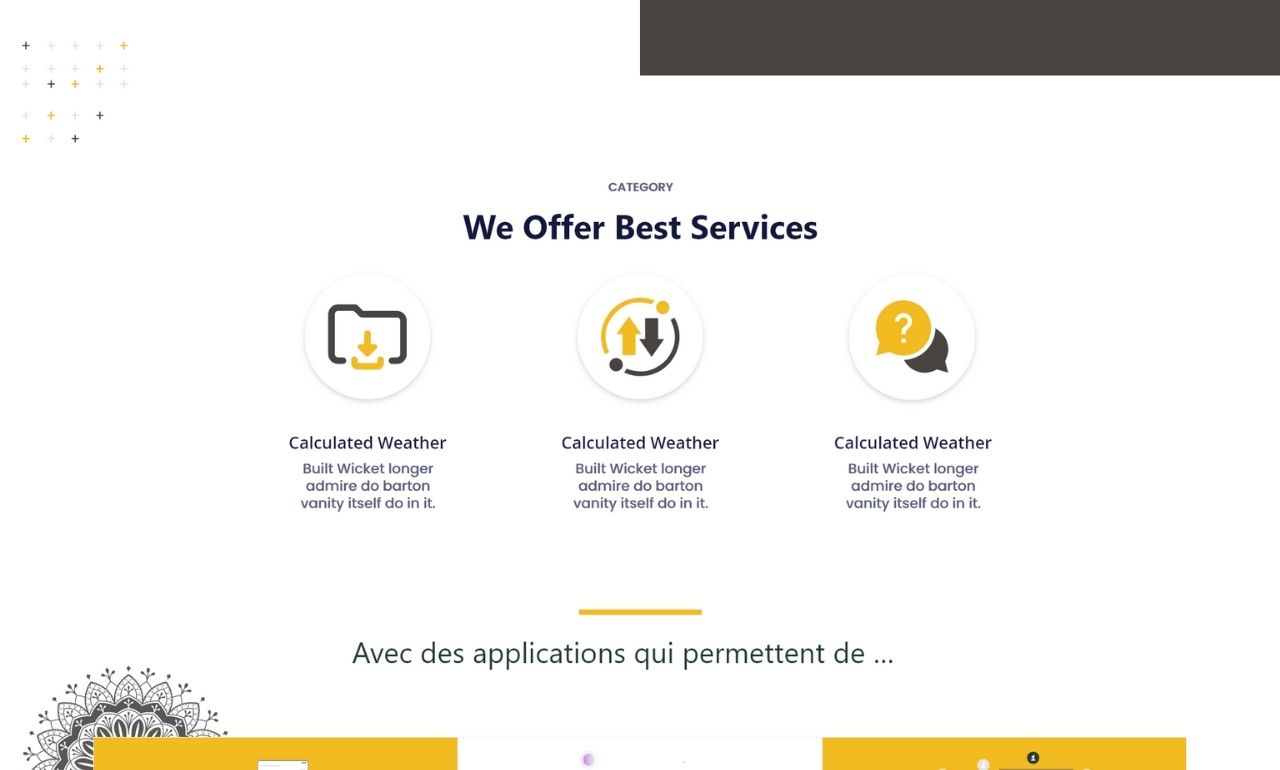 CATEGORY
We Offer Best Services
?
Calculated Weather
Calculated Weather
Calculated Weather
Built Wicket longer
admire do barton
vanity itself do in it.
Built Wicket longer
admire do barton
vanity itself do in it.
Built Wicket longer
admire do barton
vanity itself do in it.
Avec des applications qui permettent de ...